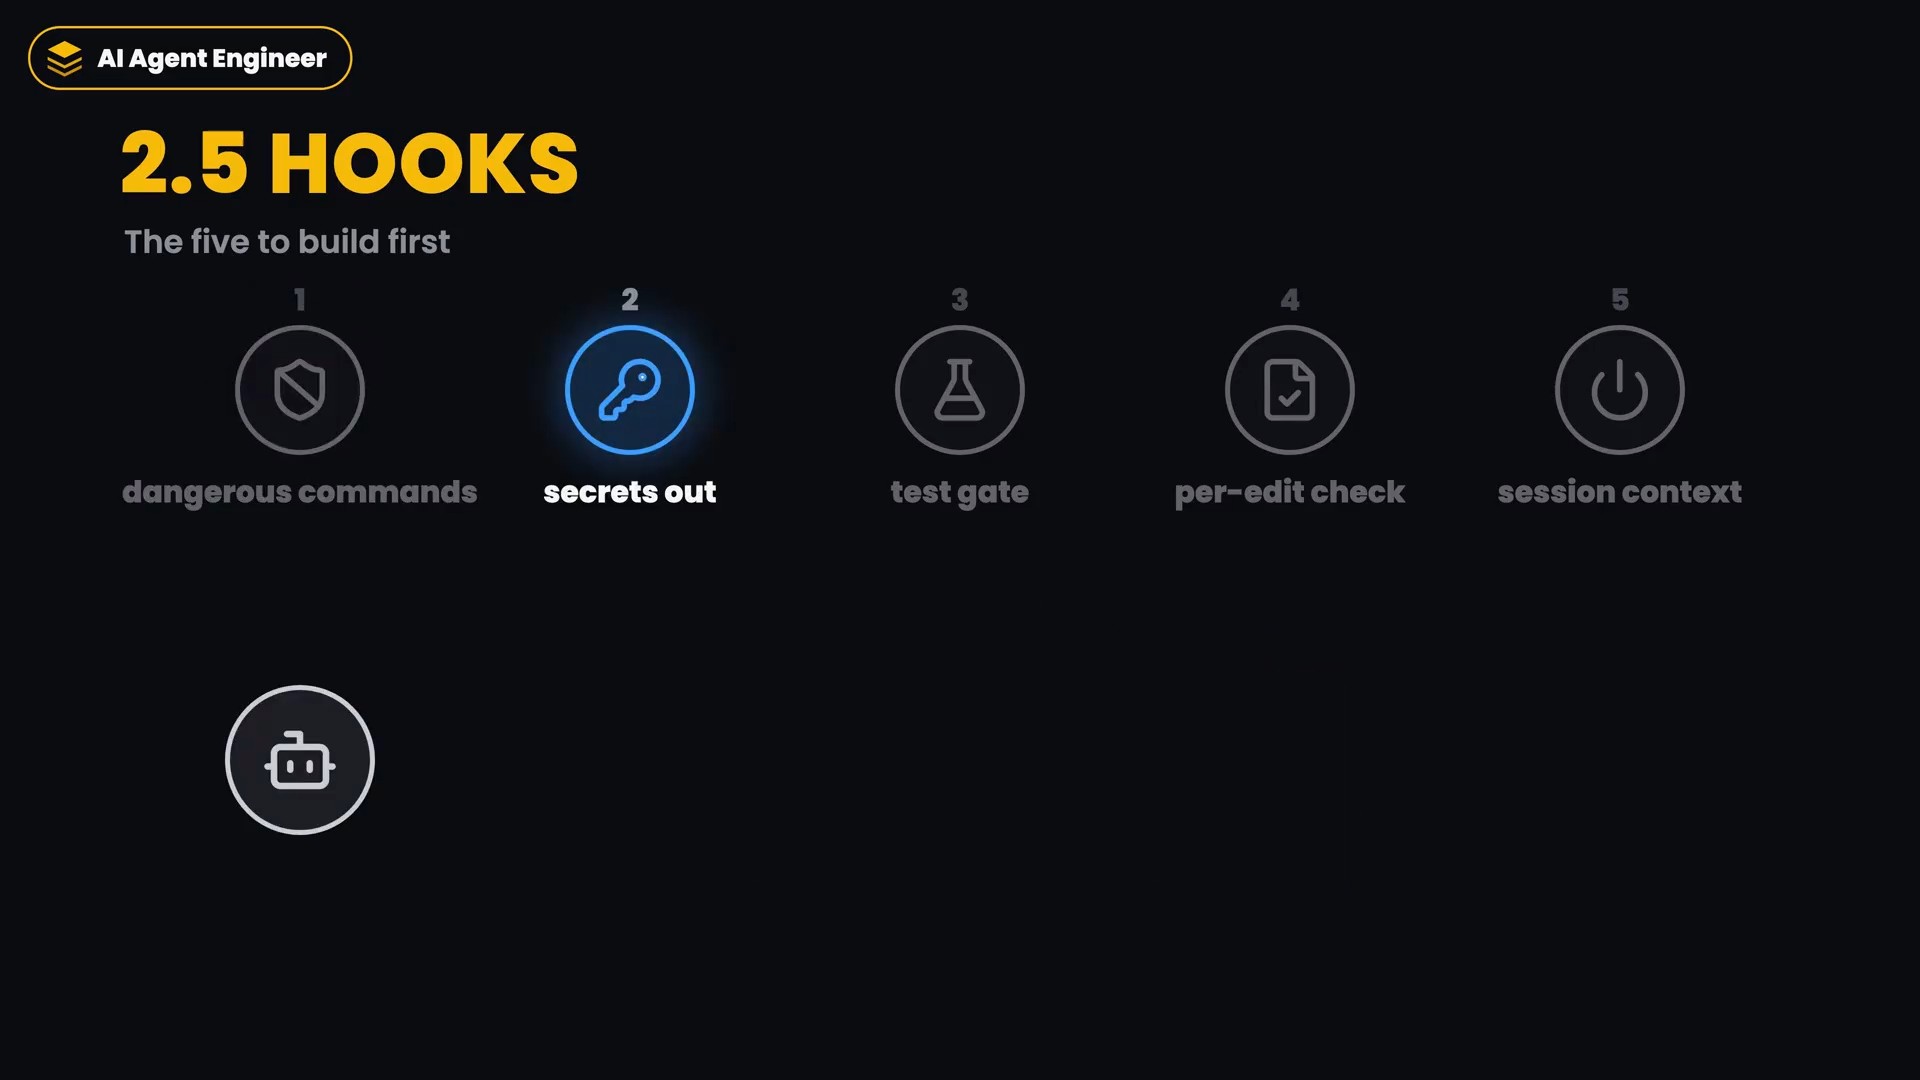 AI Agent Engineer
2.5 HOOKS
The five to build first
1 2 3 4 5
dangerous commands secrets out test gate per-edit check session context